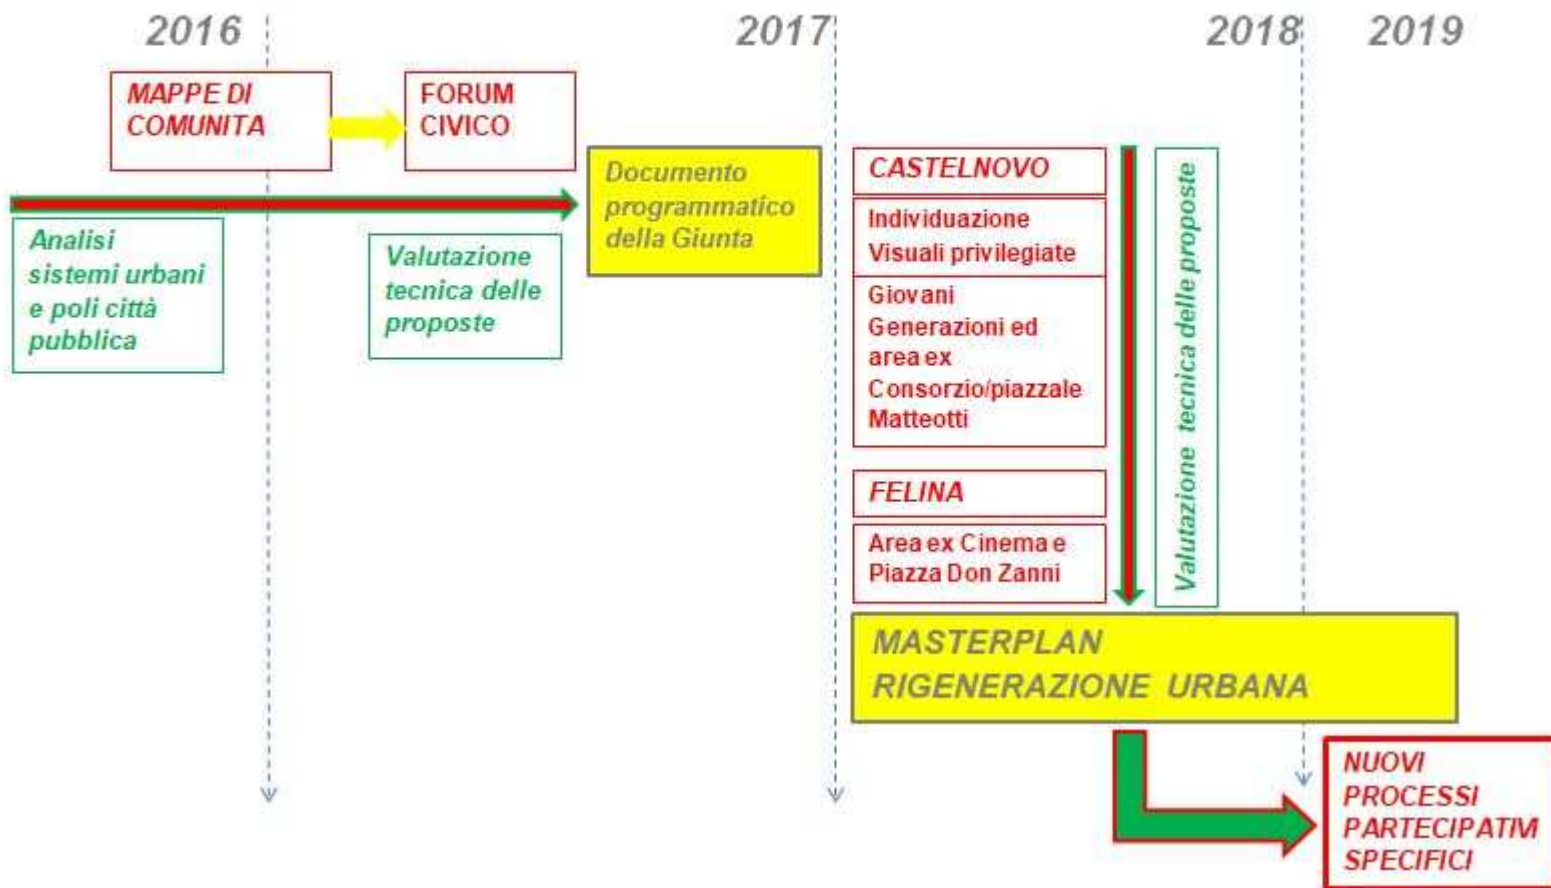 2016
2017
2018
2019
MAPPE DI
COMUNITA
FORUM
CIVICO
Analisi
sistemi urbani
e poli città
pubblica
Valutazione
tecnica delle
proposte
Documento
programmatico
della Giunta
CASTELNOVO
Individuazione
Visuali privilegiate
Giovani
Generazioni ed
area ex
Consorzio/piazzale
Matteotti
FELINA
Area ex Cinema e
Piazza Don Zanni
Valutazione tecnica delle proposte
MASTERPLAN
RIGENERAZIONE URBANA
NUOVI
PROCESSI
PARTECIPATIVI
SPECIFICI